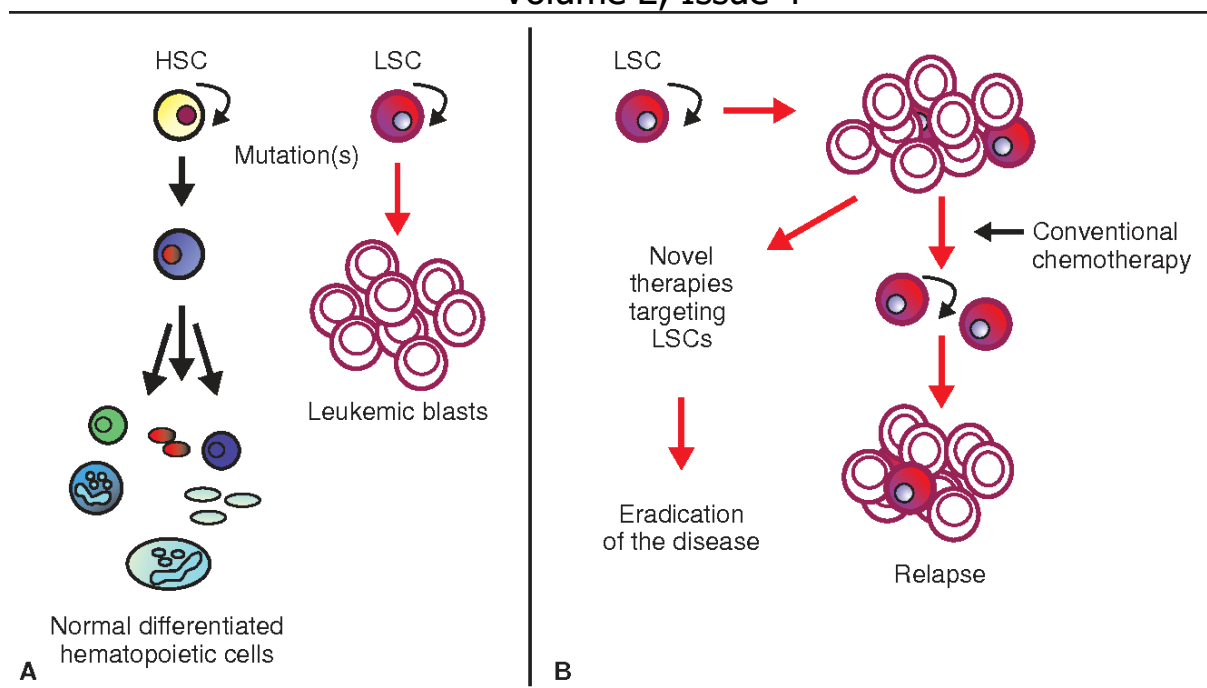 HSC
LSC
Mutation(s)
Leukemic blasts
Normal differentiated
hematopoietic cells
A
LSC
Conventional
chemotherapy
Novel
therapies
targeting
LSCs
Eradication
of the disease
Relapse
B